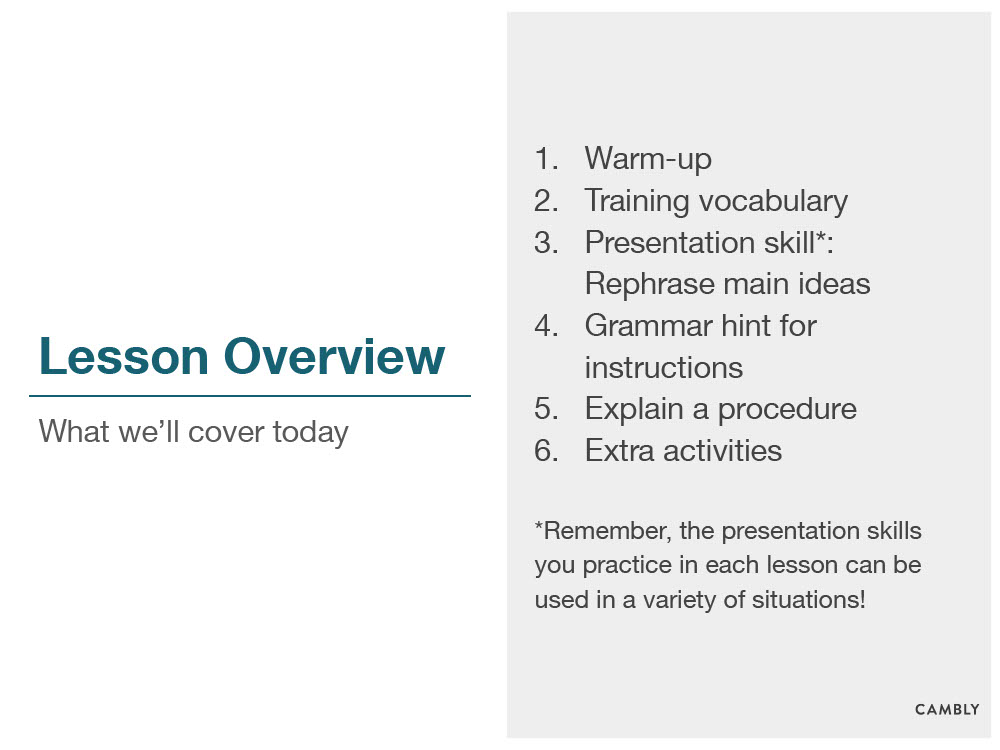 Lesson Overview
What we’ll cover today
1. Warm-up
2. Training vocabulary
3. Presentation skill*:
Rephrase main ideas
4. Grammar hint for
instructions
5. Explain a procedure
6. Extra activities
*Remember, the presentation skills
you practice in each lesson can be
used in a variety of situations!
CAMBLY